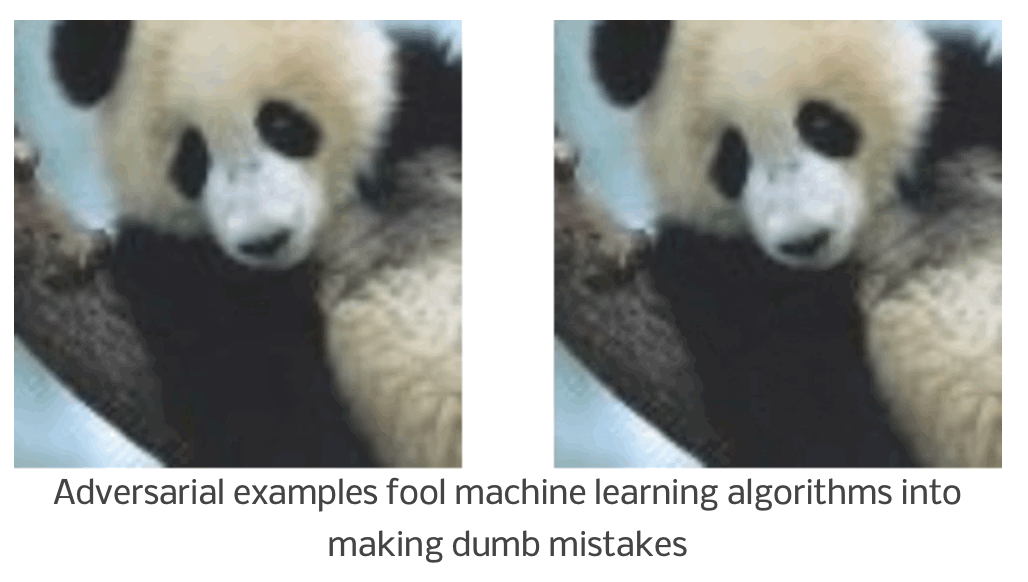 Adversarial examples fool machine learning algorithms into
making dumb mistakes